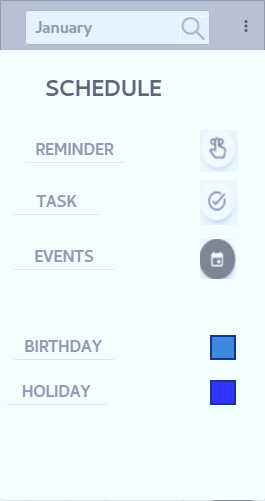 January
SCHEDULE
REMINDER
TASK
EVENTS
BIRTHDAY
HOLIDAY